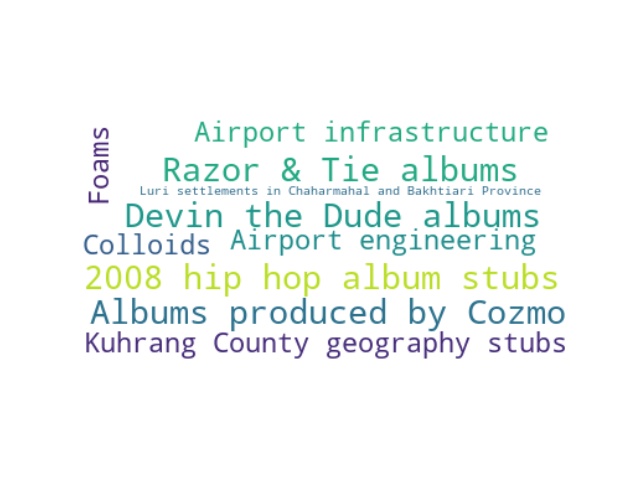 Foams
Airport infrastructure
Razor & Tie albums
Luri settlements in Chaharmahal and Bakhtiari Province
Devin the Dude albums
Colloids
Airport engineering
2008 hip hop album stubs
Albums produced by Cozmo
Kuhrang County geography stubs